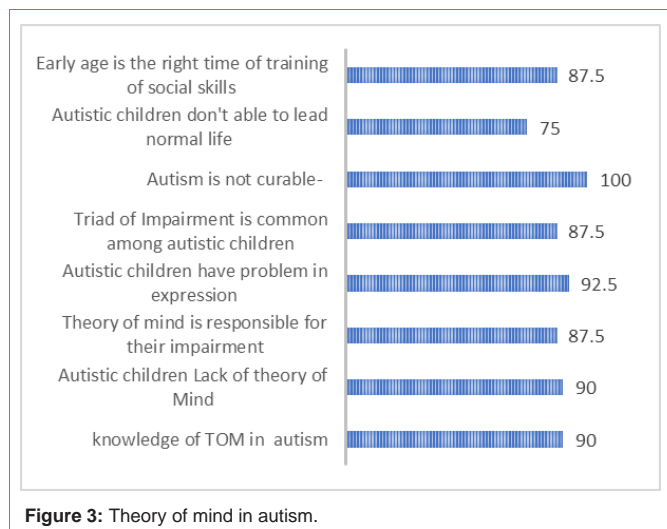 Early age is the right time of training
of social skills
87.5
Autistic children don't able to lead
normal life
75
Autism is not curable-
100
Triad of Impairment is common
among autistic children
87.5
Autistic children have problem in
expression
92.5
Theory of mind is responsible for
their impairment
87.5
Autistic children Lack of theory of
Mind
90
knowledge of TOM in autism
90
Figure 3: Theory of mind in autism.